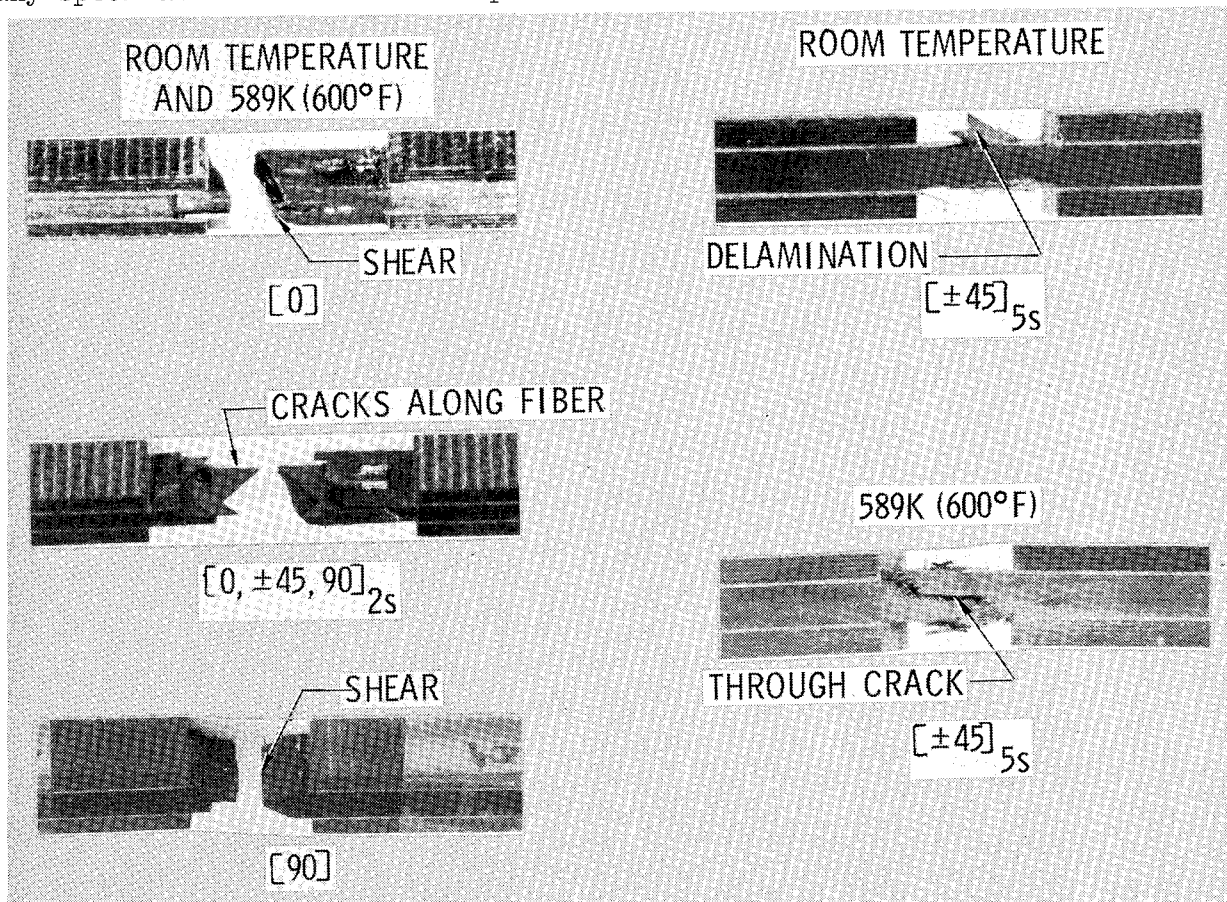 ROOM TEMPERATURE
AND 589K (600°F)
SHEAR
[0]
CRACKS ALONG FIBER
[0, ±45, 90]2s
SHEAR
[90]
ROOM TEMPERATURE
DELAMINATION
[±45]5s
589K (600°F)
THROUGH CRACK
[±45]5s